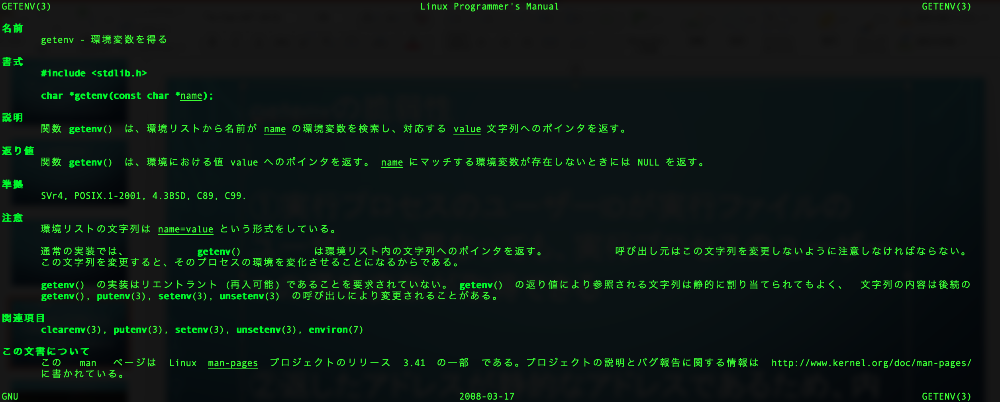 GETENV(3) Linux Programmer's Manual GETENV(3)
名前
getenv - 環境変数を得る
書式
#include <stdlib.h>
char *getenv(const char *name);
説明
関数 getenv() は、環境リストから名前が name の環境変数を検索し、対応する value 文字列へのポインタを返す。
返り値
関数 getenv() は、環境における値 value へのポインタを返す。 name にマッチする環境変数が存在しないときには NULL を返す。
準拠
SVr4, POSIX.1-2001, 4.3BSD, C89, C99.
注意
環境リストの文字列は name=value という形式をしている。
通常の実装では、 getenv() は環境リスト内の文字列へのポインタを返す。 呼び出し元はこの文字列を変更しないように注意しなければならない。
この文字列を変更すると、そのプロセスの環境を変化させることになるからである。
getenv() の実装はリエントラント (再入可能) であることを要求されていない。 getenv() の返り値により参照される文字列は静的に割り当てられてもよく、 文字列の内容は後続の
getenv(), putenv(3), setenv(3), unsetenv(3) の呼び出しにより変更されることがある。
関連項目
clearenv(3), putenv(3), setenv(3), unsetenv(3), environ(7)
この文書について
この man ページは Linux man-pages プロジェクトのリリース 3.41 の一部 である。プロジェクトの説明とバグ報告に関する情報は http://www.kernel.org/doc/man-pages/
に書かれている。
GNU 2008-03-17 GETENV(3)